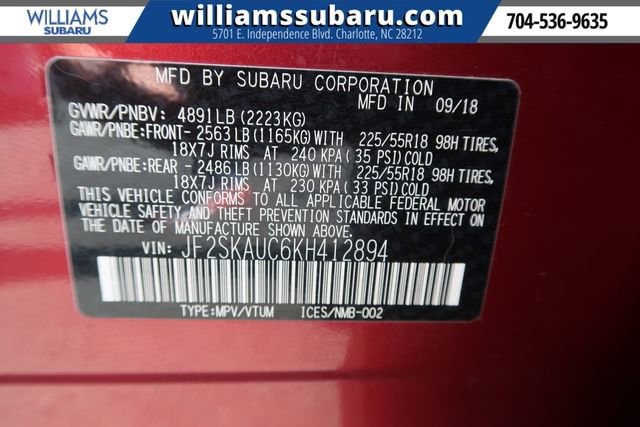 WILLIAMS
SUBARU
williamssubaru.com
5701 E. Independence Blvd. Charlotte, NC 28212
704-536-9635
MFD BY SUBARU CORPORATION
GVWR/PNBV: 4891LB (2223KG) MFD IN 09/18
GAWR/PNBE:FRONT- 2563 LB (1165KG) WITH 225/55R18 98H TIRES,
18X7J RIMS AT 240 KPA( 35 PSI) COLD
GAWR/PNBE:REAR - 2486 LB (1130KG) WITH 225/55R18 98H TIRES,
18X7J RIMS AT 230 KPA ( 33 PSI) COLD
THIS VEHICLE CONFORMS TO ALL APPLICABLE FEDERAL MOTOR
VEHICLE SAFETY AND THEFT PREVENTION STANDARDS IN EFFECT ON
THE DATE OF MANUFACTURE SHOWN ABOVE.
VIN: JF2SKAUC6KH412894
TYPE:MPV/VTUM ICES/NMB-002